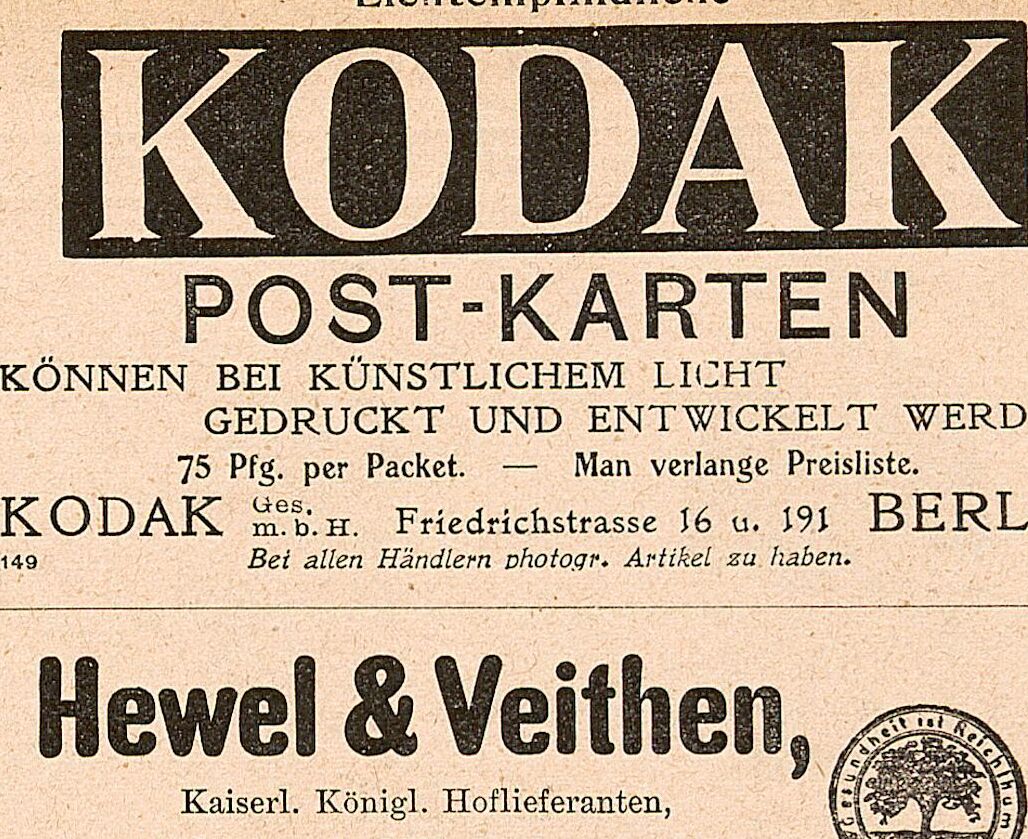 KODAK
POST-KARTEN
KÖNNEN BEI KÜNSTLICHEM LICHT
GEDRUCKT UND ENTWICKELT WERD
75 Pfg. per Packet. — Man verlange Preisliste.
KODAK Ges. m. b. H. Friedrichstrasse 16 u. 191 BERL
149 Bei allen Händlern photogr. Artikel zu haben.
Hewel & Veithen,
Kaiserl. Königl. Hoflieferanten,
Gesundheit ist Reichthum